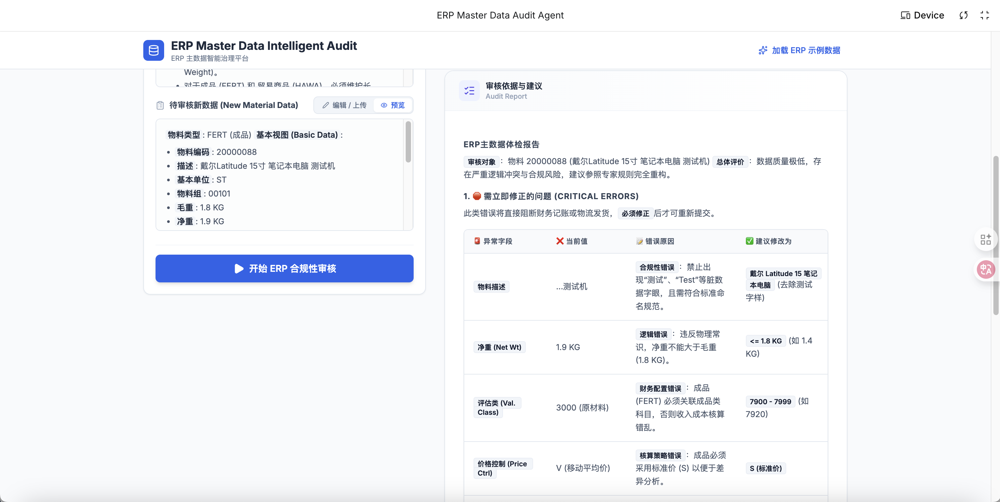 ERP Master Data Audit Agent
Device
ERP Master Data Intelligent Audit
ERP 主数据智能治理平台
加载 ERP 示例数据
Weight)。
对于成品 (FERT) 和 贸易商品 (HAWA)，必须维护长
待审核新数据 (New Material Data)
编辑 / 上传
预览
物料类型 : FERT (成品) 基本视图 (Basic Data) :
物料编码 : 20000088
描述 : 戴尔Latitude 15寸 笔记本电脑 测试机
基本单位 : ST
物料组 : 00101
毛重 : 1.8 KG
净重 : 1.9 KG
开始 ERP 合规性审核
审核依据与建议
Audit Report
ERP主数据体检报告
审核对象： 物料 20000088 (戴尔Latitude 15寸 笔记本电脑 测试机) 总体评价： 数据质量极低，存
在严重逻辑冲突与合规风险，建议参照专家规则完全重构。
1. 🛑 需立即修正的问题 (CRITICAL ERRORS)
此类错误将直接阻断财务记账或物流发货， 必须修正 后才可重新提交。
🚨 异常字段
❌ 当前值
📝 错误原因
✅ 建议修改为
物料描述
...测试机
合规性错误： 禁止出
现“测试”、“Test”等脏数
据字眼，且需符合标准命
名规范。
戴尔 Latitude 15 笔记
本电脑 (去除测试
字样)
净重 (Net Wt)
1.9 KG
逻辑错误： 违反物理常
识，净重不能大于毛重
(1.8 KG)。
<= 1.8 KG (如 1.4
KG)
评估类 (Val.
Class)
3000 (原材料)
财务配置错误： 成品
(FERT) 必须关联成品类
科目，否则收入成本核算
错乱。
7900 - 7999 (如
7920)
价格控制 (Price
Ctrl)
V (移动平均价)
核算策略错误： 成品必须
采用标准价 (S) 以便于差
异分析。
S (标准价)
中A